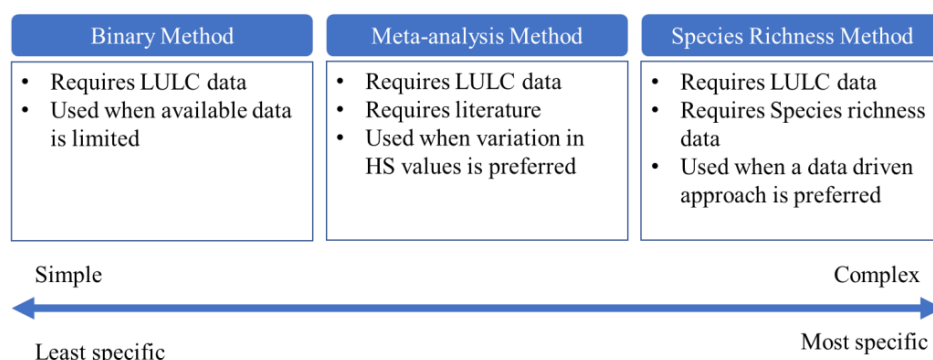 Binary Method
• Requires LULC data
• Used when available data
is limited
Meta-analysis Method
• Requires LULC data
• Requires literature
• Used when variation in
HS values is preferred
Species Richness Method
• Requires LULC data
• Requires Species richness
data
• Used when a data driven
approach is preferred
Simple
Complex
Least specific
Most specific